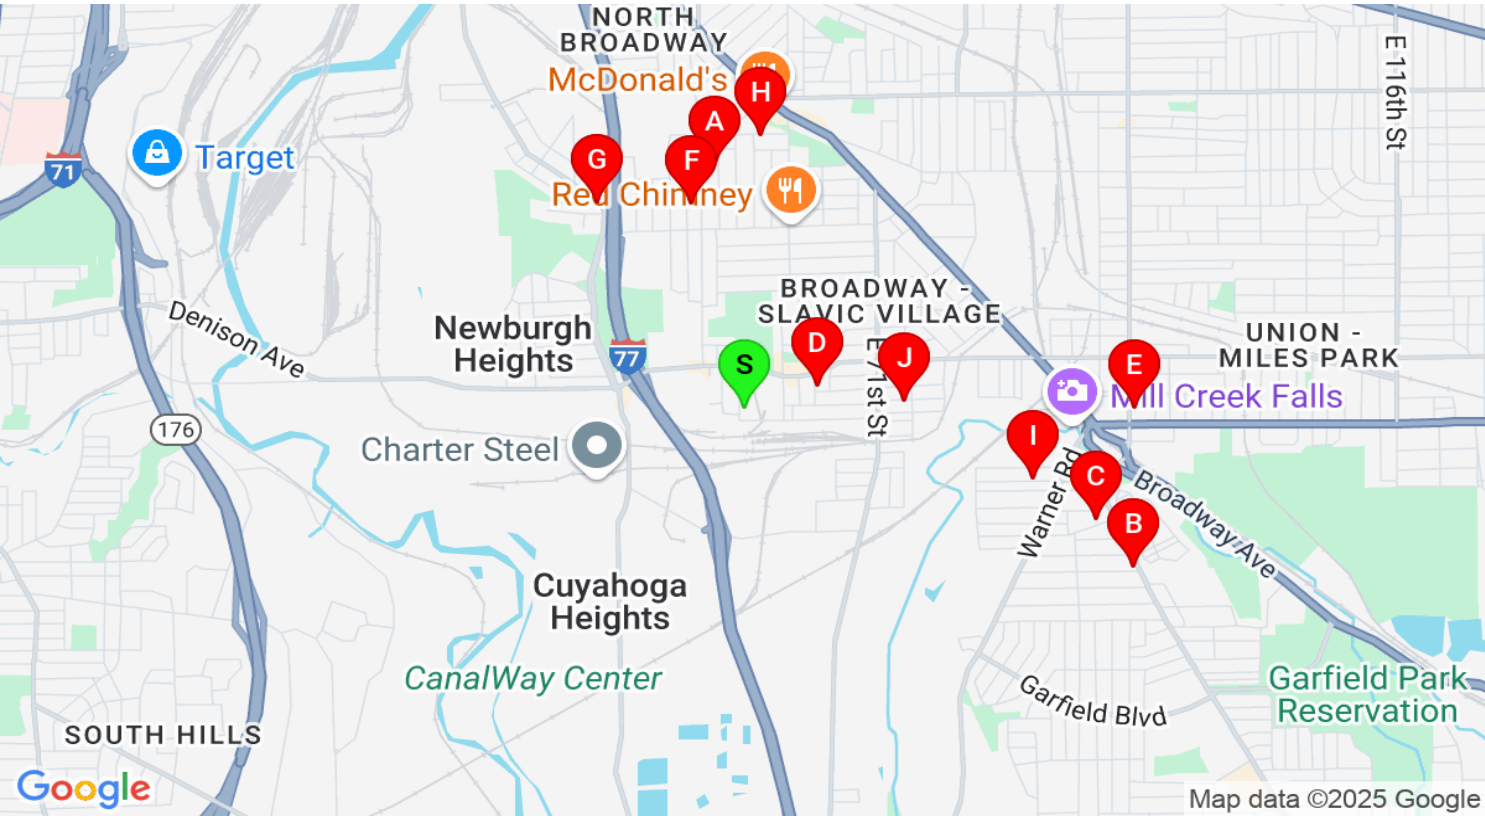 NORTH
BROADWAY
McDonald's
H
A
G
F
Red Chimney
E 116th St
71
Target
BROADWAY -
SLAVIC VILLAGE
Denison Ave
Newburgh
Heights
77
S
D
J
E 71st St
E
UNION -
MILES PARK
Mill Creek Falls
176
Charter Steel
I
C
B
Warner Rd
Broadway Ave
Cuyahoga
Heights
CanalWay Center
Garfield Blvd
Garfield Park
Reservation
SOUTH HILLS
Google
Map data ©2025 Google